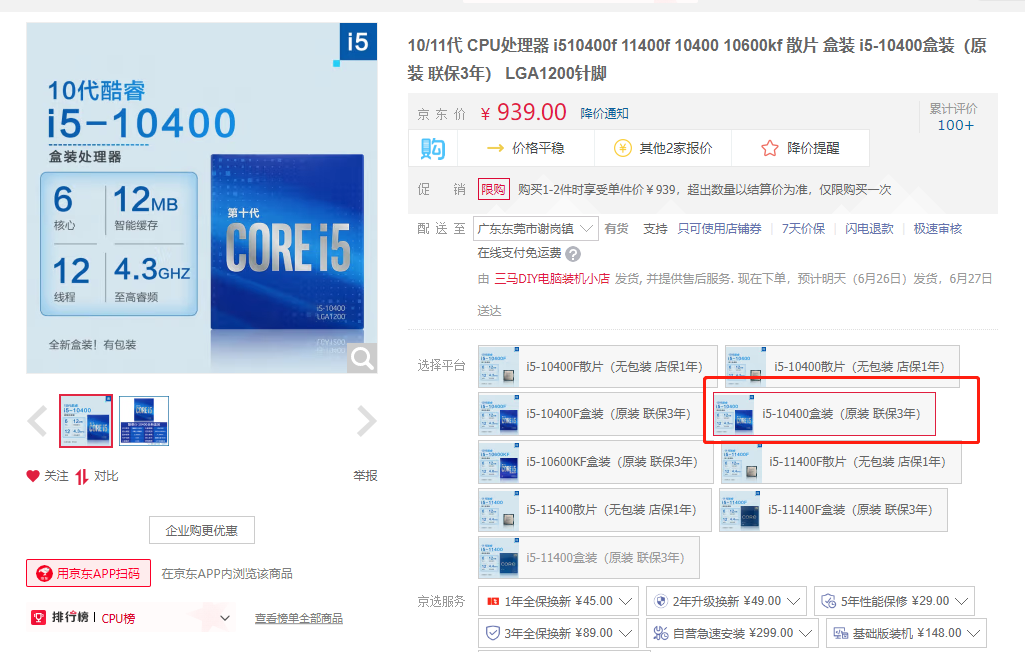 i5
10代酷睿
i5-10400
盒装处理器
6
核心
12MB
智能缓存
12
线程
4.3GHZ
至高睿频
第十代
CORE i5
i5-10400
LGA1200
全新盒装！有包装
关注 对比
举报
企业购更优惠
用京东APP扫码 在京东APP内浏览该商品
排行榜 | CPU榜
查看榜单全部商品
10/11代 CPU处理器 i510400f 11400f 10400 10600kf 散片 盒装 i5-10400盒装（原
装 联保3年） LGA1200针脚
京东价 ￥939.00 降价通知
累计评价
100+
购 价格平稳 其他2家报价 降价提醒
促销 限购 购买1-2件时享受单件价￥939，超出数量以结算价为准，仅限购买一次
配送至 广东东莞市谢岗镇 有货 支持 只可使用店铺券 | 7天价保 | 闪电退款 | 极速审核
在线支付免运费 ?
由 三马DIY电脑装机小店 发货, 并提供售后服务. 现在下单，预计明天（6月26日）发货，6月27日
送达
选择平台
i5-10400F散片（无包装 店保1年） i5-10400散片（无包装 店保1年）
i5-10400F盒装（原装 联保3年） i5-10400盒装（原装 联保3年）
i5-10600KF盒装（原装 联保3年） i5-11400F散片（无包装 店保1年）
i5-11400散片（无包装 店保1年） i5-11400F盒装（原装 联保3年）
i5-11400盒装（原装 联保3年）
京选服务
1年全保换新 ¥45.00 2年升级换新 ¥49.00 5年性能保修 ¥29.00
3年全保换新 ¥89.00 自营急速安装 ¥299.00 基础版装机 ¥148.00